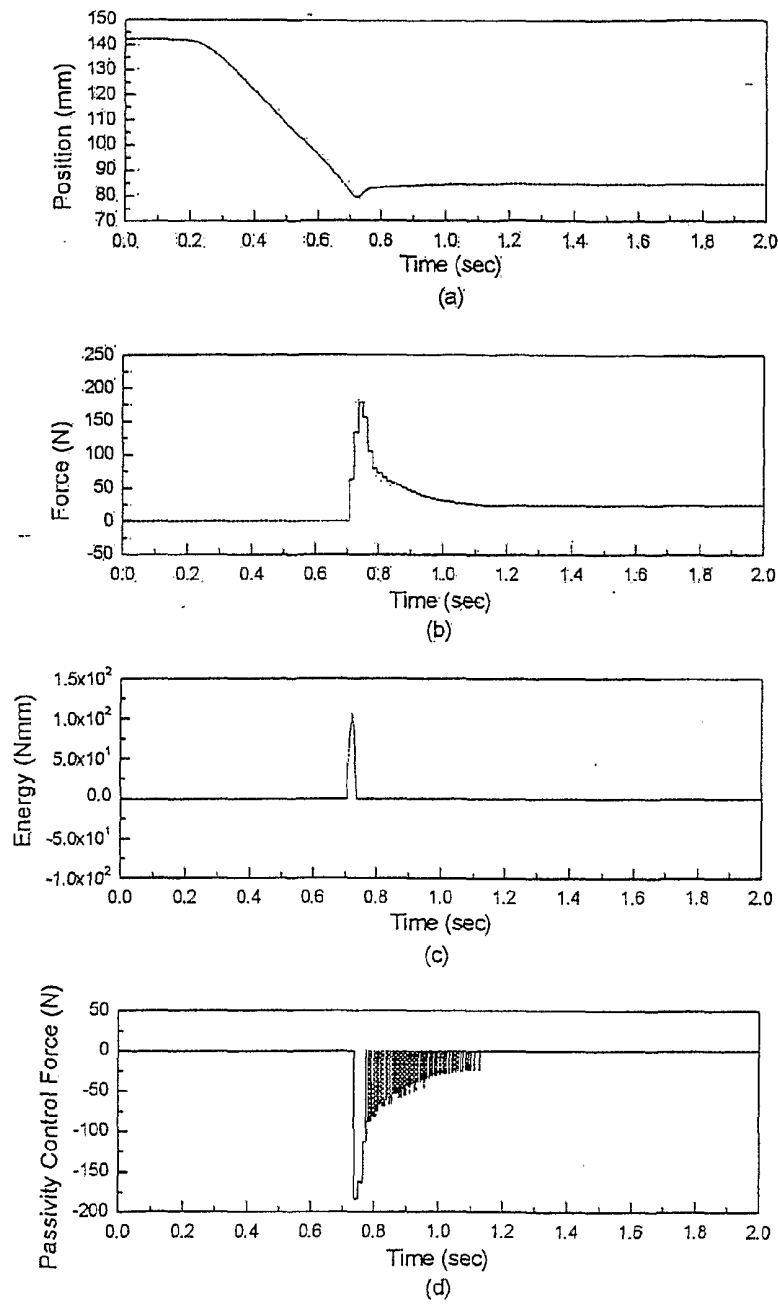 150
140
130
120
110
100
90
80
70
Position (mm)
0.0 0.2 0.4 0.6 0.8 1.0 1.2 1.4 1.6 1.8 2.0
Time (sec)
(a)
250
200
150
100
50
0
-50
Force (N)
0.0 0.2 0.4 0.6 0.8 1.0 1.2 1.4 1.6 1.8 2.0
Time (sec)
(b)
1.5x10²
1.0x10²
5.0x10¹
0.0
-5.0x10¹
-1.0x10²
Energy (Nmm)
0.0 0.2 0.4 0.6 0.8 1.0 1.2 1.4 1.6 1.8 2.0
Time (sec)
(c)
50
0
-50
-100
-150
-200
Passivity Control Force (N)
0.0 0.2 0.4 0.6 0.8 1.0 1.2 1.4 1.6 1.8 2.0
Time (sec)
(d)